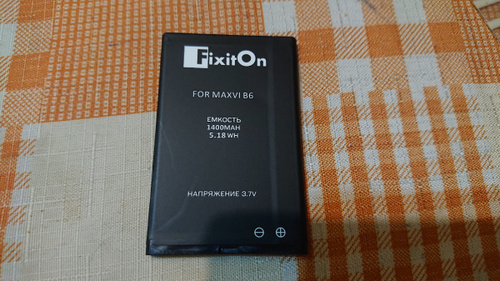 FixitOn
FOR MAXVI B6
ЕМКОСТЬ
1400MAH
5.18 WH
НАПРЯЖЕНИЕ 3.7V
⊖ ⊕